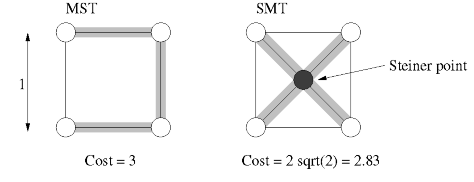 MST
SMT
1
Steiner point
Cost = 3
Cost = 2 sqrt(2) = 2.83